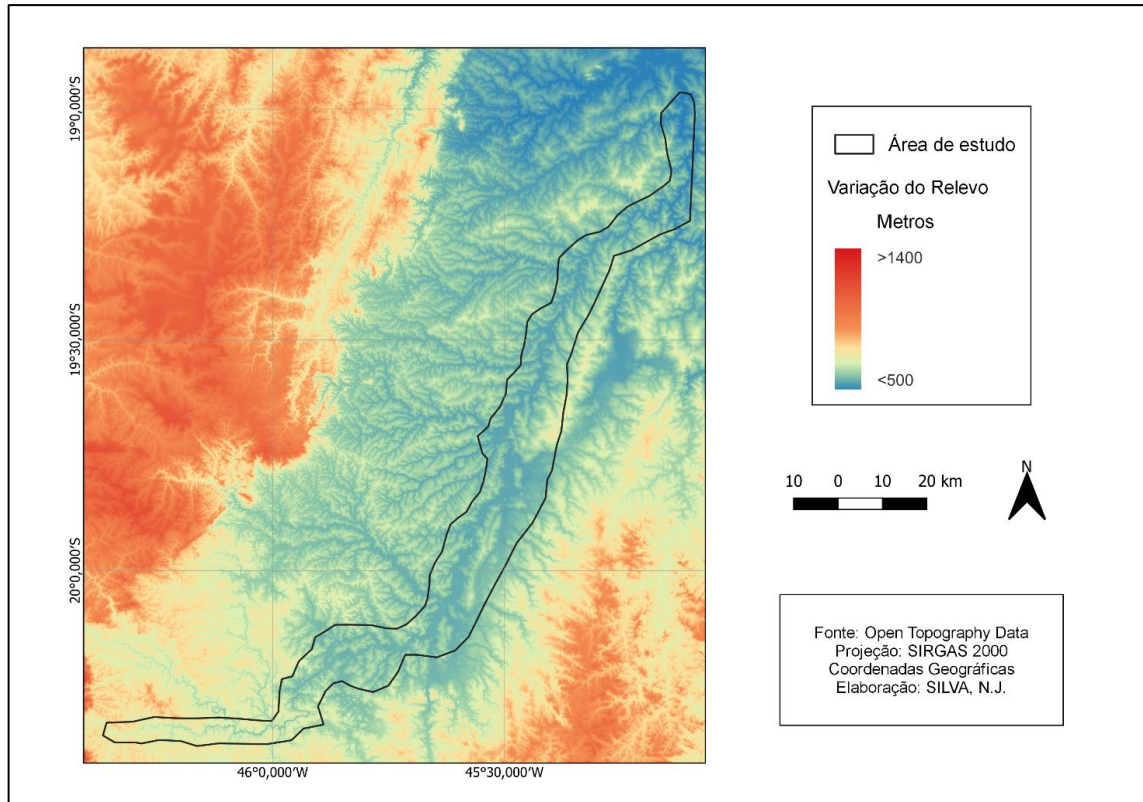 19°0,000'S
19°30,000'S
20°0,000'S
46°0,000'W
45°30,000'W
Área de estudo
Variação do Relevo
Metros
>1400
<500
10 0 10 20 km
N
Fonte: Open Topography Data
Projeção: SIRGAS 2000
Coordenadas Geográficas
Elaboração: SILVA, N.J.